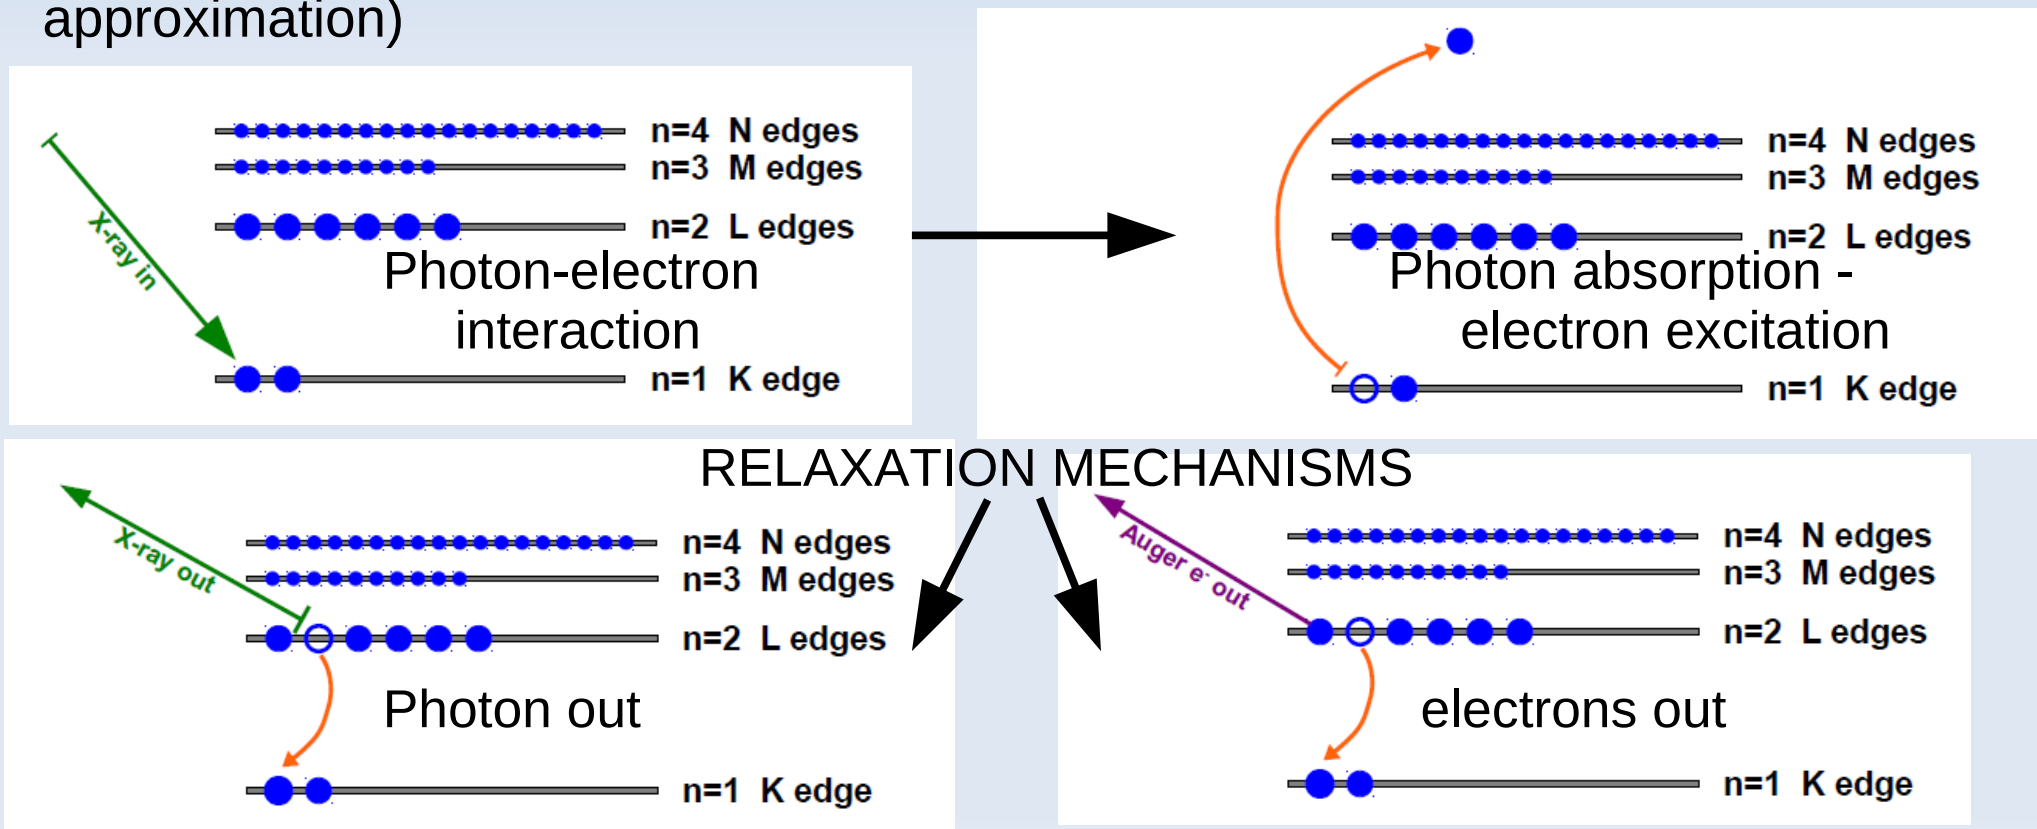 approximation)
n=4 N edges
n=3 M edges
n=2 L edges
X-ray in
Photon-electron
interaction
n=1 K edge
n=4 N edges
n=3 M edges
n=2 L edges
Photon absorption -
electron excitation
n=1 K edge
RELAXATION MECHANISMS
X-ray out
n=4 N edges
n=3 M edges
n=2 L edges
Photon out
n=1 K edge
Auger e- out
n=4 N edges
n=3 M edges
n=2 L edges
electrons out
n=1 K edge